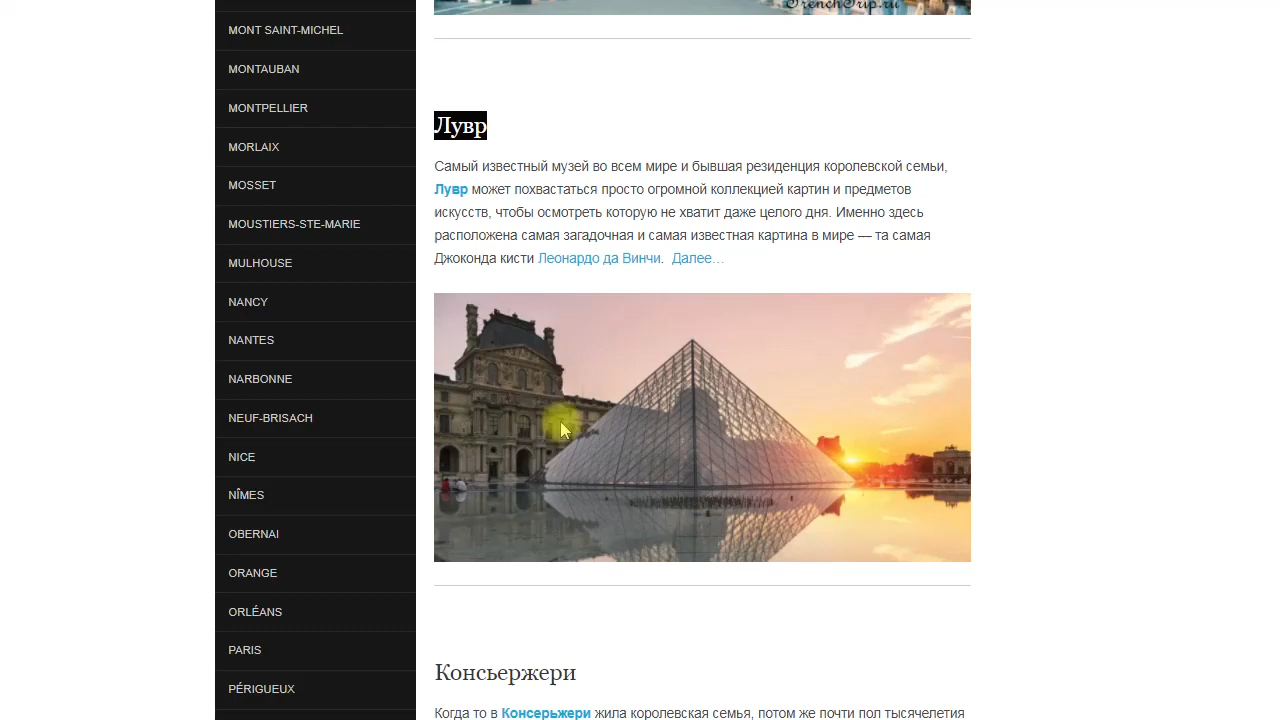 FrenchTrip.ru
MONT SAINT-MICHEL
MONTAUBAN
MONTPELLIER
MORLAIX
MOSSET
MOUSTIERS-STE-MARIE
MULHOUSE
NANCY
NANTES
NARBONNE
NEUF-BRISACH
NICE
NÎMES
OBERNAI
ORANGE
ORLÉANS
PARIS
PÉRIGUEUX
Лувр
Самый известный музей во всем мире и бывшая резиденция королевской семьи,
Лувр может похвастаться просто огромной коллекцией картин и предметов
искусств, чтобы осмотреть которую не хватит даже целого дня. Именно здесь
расположена самая загадочная и самая известная картина в мире — та самая
Джоконда кисти Леонардо да Винчи. Далее…
Консьержери
Когда то в Консерьжери жила королевская семья, потом же почти пол тысячелетия